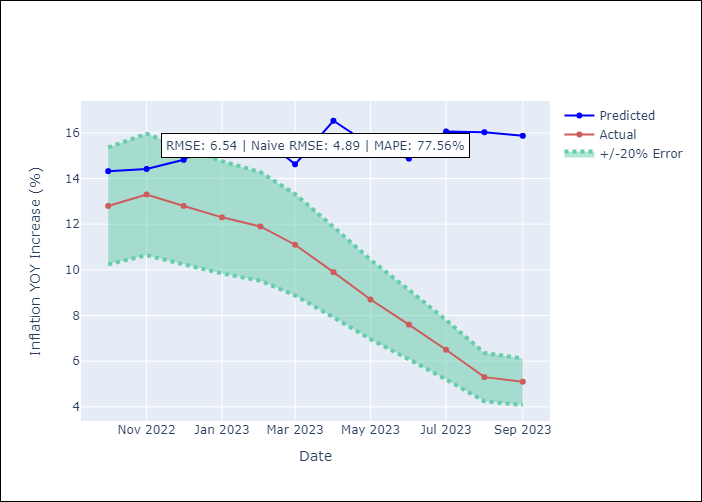 Predicted
Actual
+/-20% Error
RMSE: 6.54 | Naive RMSE: 4.89 | MAPE: 77.56%
Inflation YOY Increase (%)
16
14
12
10
8
6
4
Nov 2022
Jan 2023
Mar 2023
May 2023
Jul 2023
Sep 2023
Date